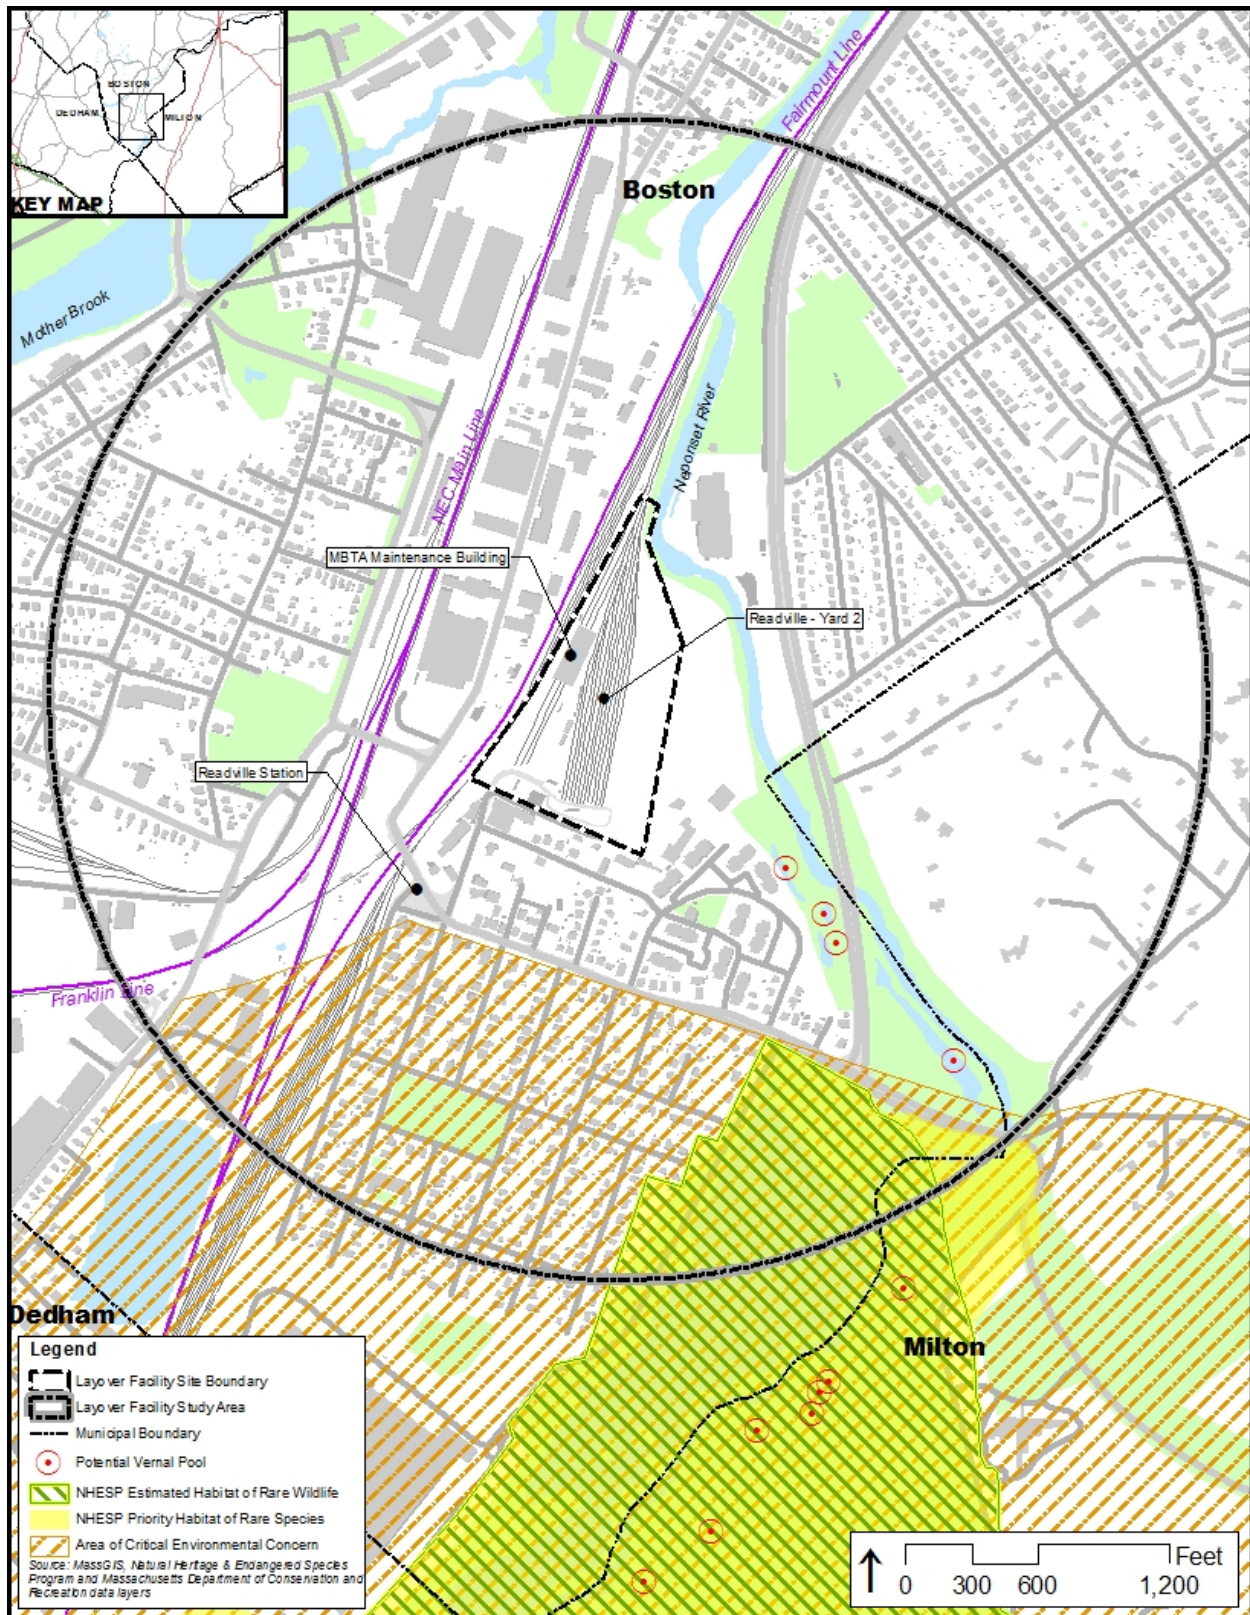 BOSTON
DEDHAM
MILTON
KEY MAP
Fairmount Line
Boston
Mother Brook
Neponset River
NEC Main Line
MBTA Maintenance Building
Readville - Yard 2
Readville Station
Franklin Line
Dedham
Milton
Legend
Layover Facility Site Boundary
Layover Facility Study Area
Municipal Boundary
Potential Vernal Pool
NHESP Estimated Habitat of Rare Wildlife
NHESP Priority Habitat of Rare Species
Area of Critical Environmental Concern
Source: MassGIS, Natural Heritage & Endangered Species
Program and Massachusetts Department of Conservation and
Recreation data layers
Feet
0 300 600 1,200